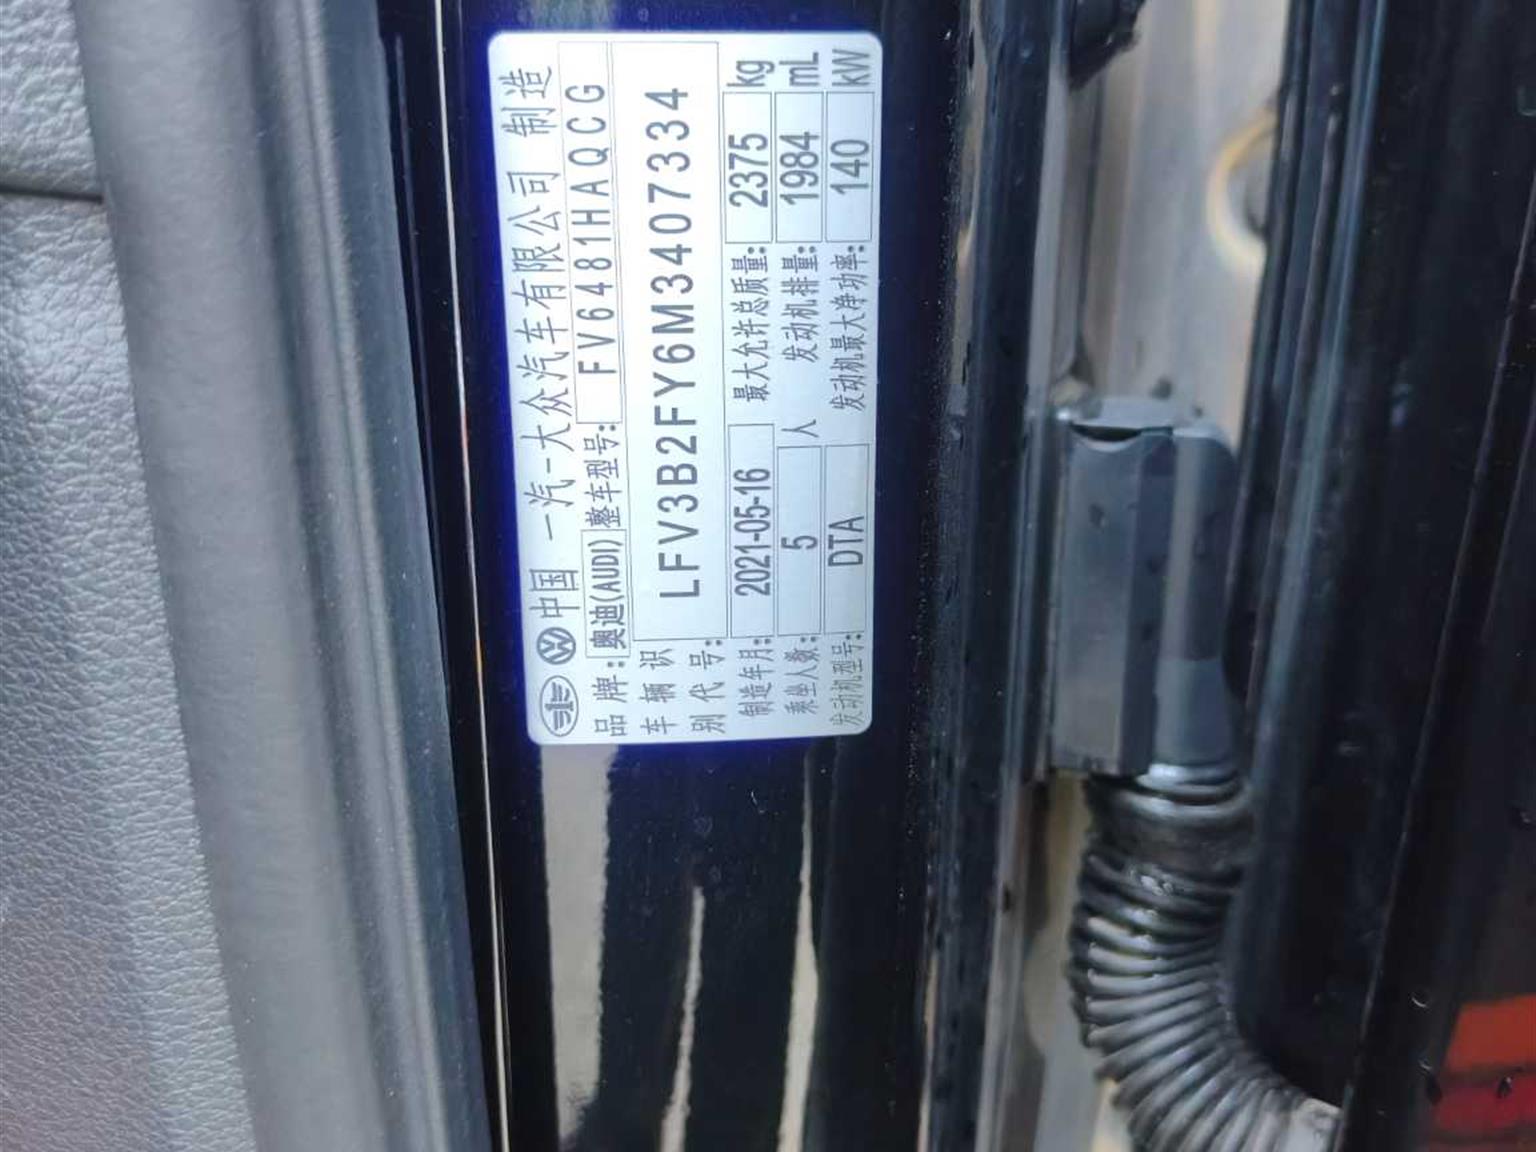 中国 一汽-大众汽车有限公司 制造
品牌: 奥迪(AUDI) 整车型号: FV6481HAQCG
车辆识别代号: LFV3B2FY6M3407334
制造年月: 2021-05-16 最大允许总质量: 2375 kg
乘坐人数: 5 人 发动机排量: 1984 mL
发动机型号: DTA 发动机最大净功率: 140 kW